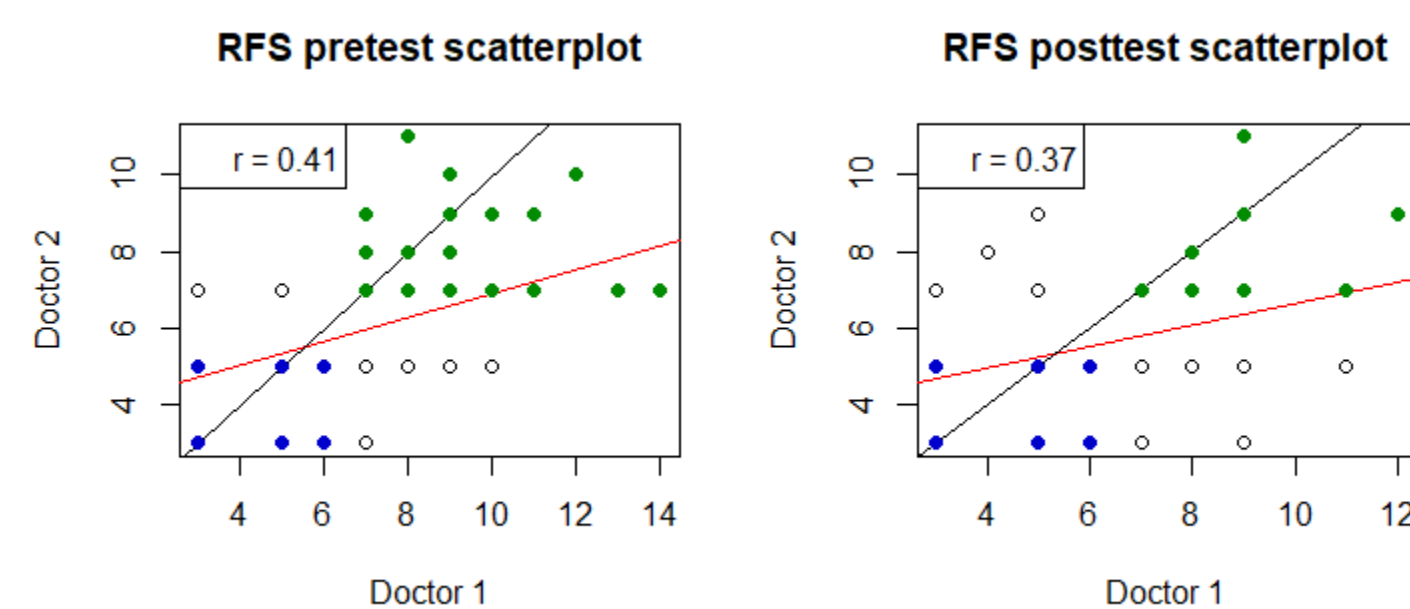 RFS pretest scatterplot
r = 0.41
Doctor 2
10
8
6
4
4 6 8 10 12 14
Doctor 1
RFS posttest scatterplot
r = 0.37
Doctor 2
10
8
6
4
4 6 8 10 12
Doctor 1